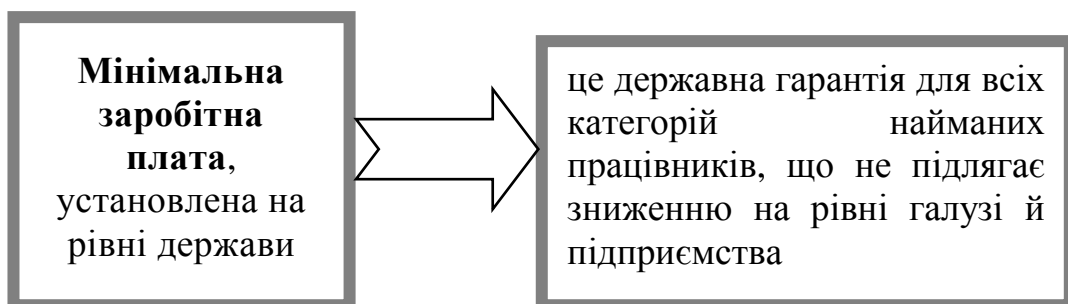 Мінімальна
заробітна
плата,
установлена на
рівні держави
це державна гарантія для всіх
категорій найманих
працівників, що не підлягає
зниженню на рівні галузі й
підприємства